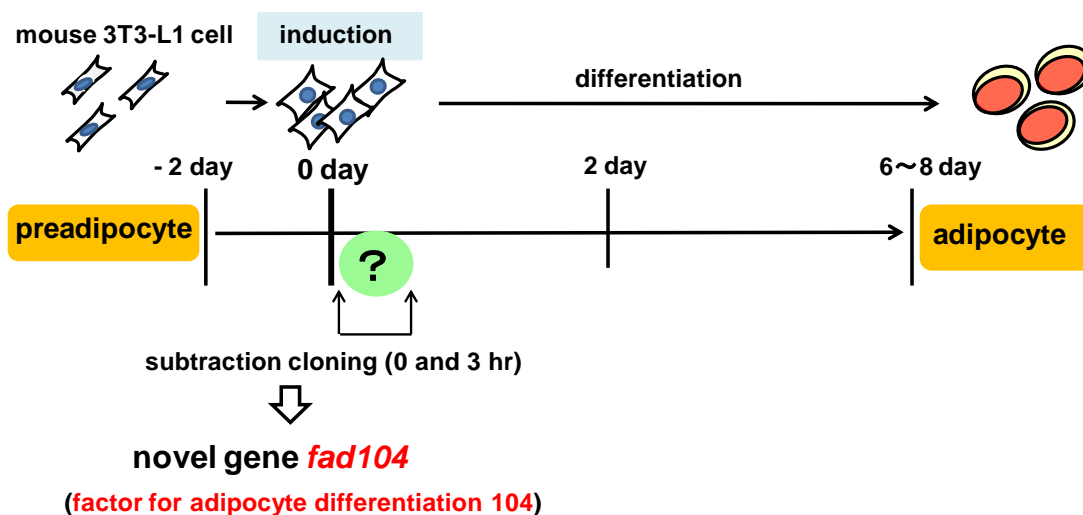 mouse 3T3-L1 cell
induction
differentiation
- 2 day
0 day
2 day
6～8 day
preadipocyte
?
adipocyte
subtraction cloning (0 and 3 hr)
novel gene fad104
(factor for adipocyte differentiation 104)